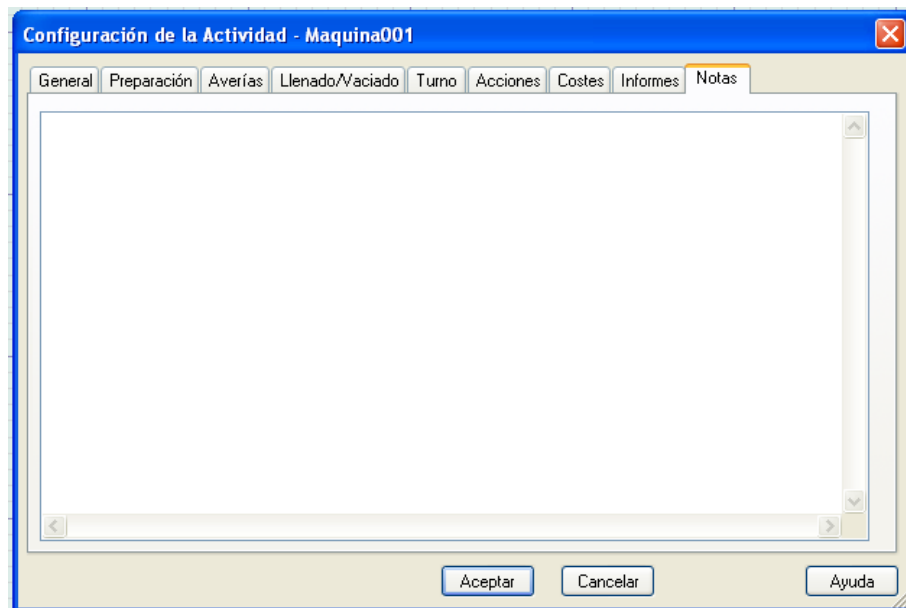 Configuración de la Actividad - Maquina001
General Preparación Averías Llenado/Vaciado Turno Acciones Costes Informes Notas
Aceptar Cancelar Ayuda